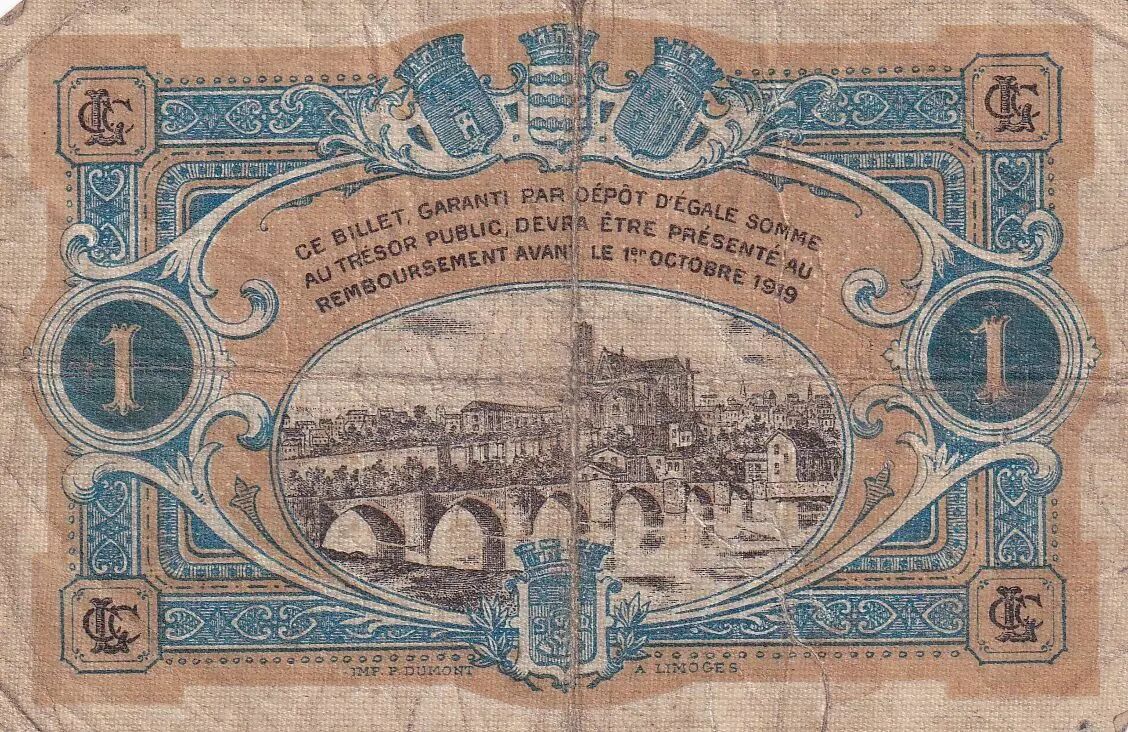 CE BILLET, GARANTI PAR DÉPÔT D'ÉGALE SOMME
AU TRÉSOR PUBLIC, DEVRA ÊTRE PRÉSENTÉ AU
REMBOURSEMENT AVANT LE 1er OCTOBRE 1919
1
1
IMP. P. DUMONT
A LIMOGES